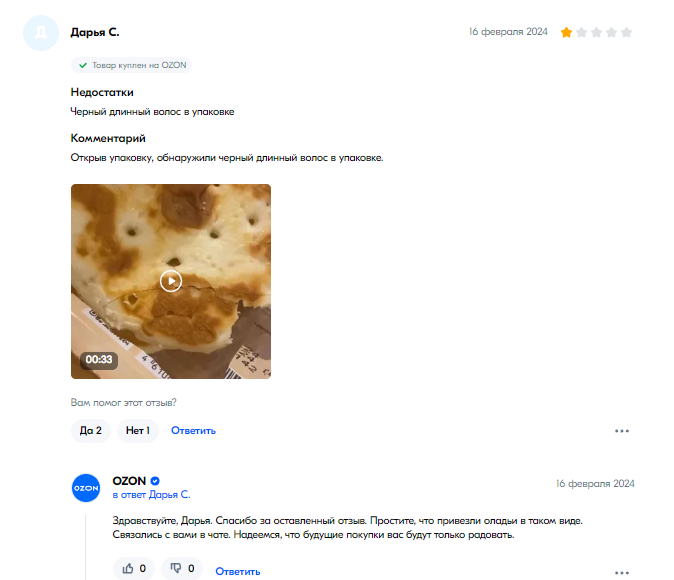 Д
Дарья С.
16 февраля 2024
Товар куплен на OZON
Недостатки
Черный длинный волос в упаковке
Комментарий
Открыв упаковку, обнаружили черный длинный волос в упаковке.
00:33
Вам помог этот отзыв?
Да 2
Нет 1
Ответить
OZON
OZON
16 февраля 2024
в ответ Дарья С.
Здравствуйте, Дарья. Спасибо за оставленный отзыв. Простите, что привезли оладьи в таком виде.
Связались с вами в чате. Надеемся, что будущие покупки вас будут только радовать.
0
0
Ответить